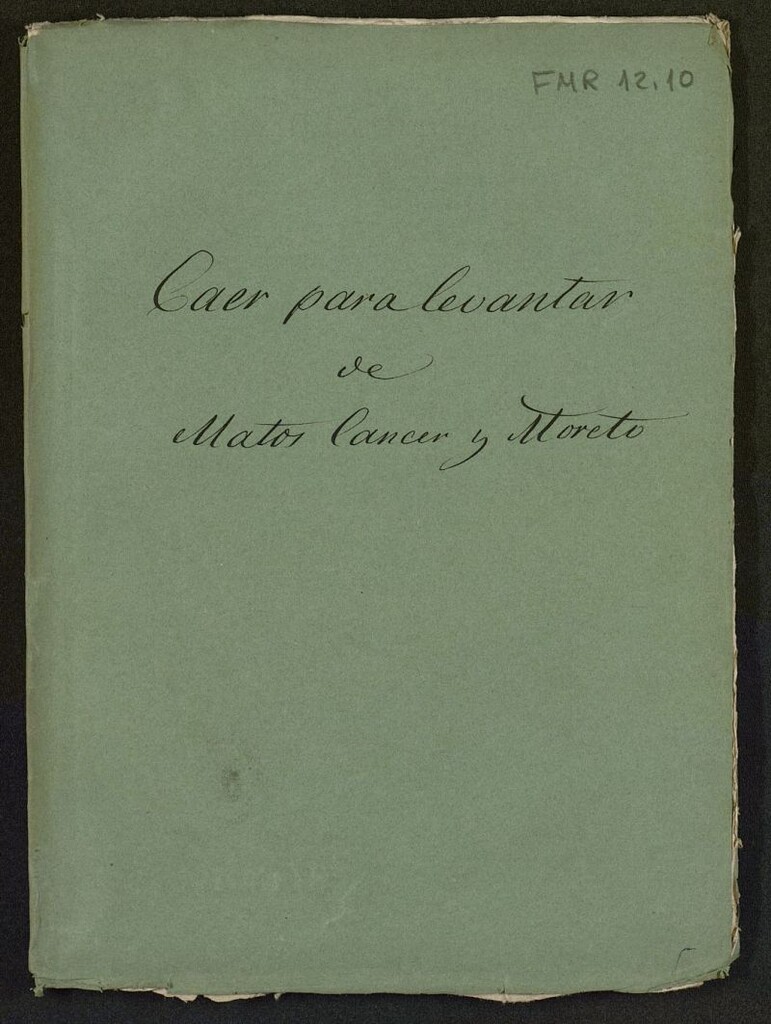 FMR 12.10
Caer para levantar
de
Matos Cancer y Moreto